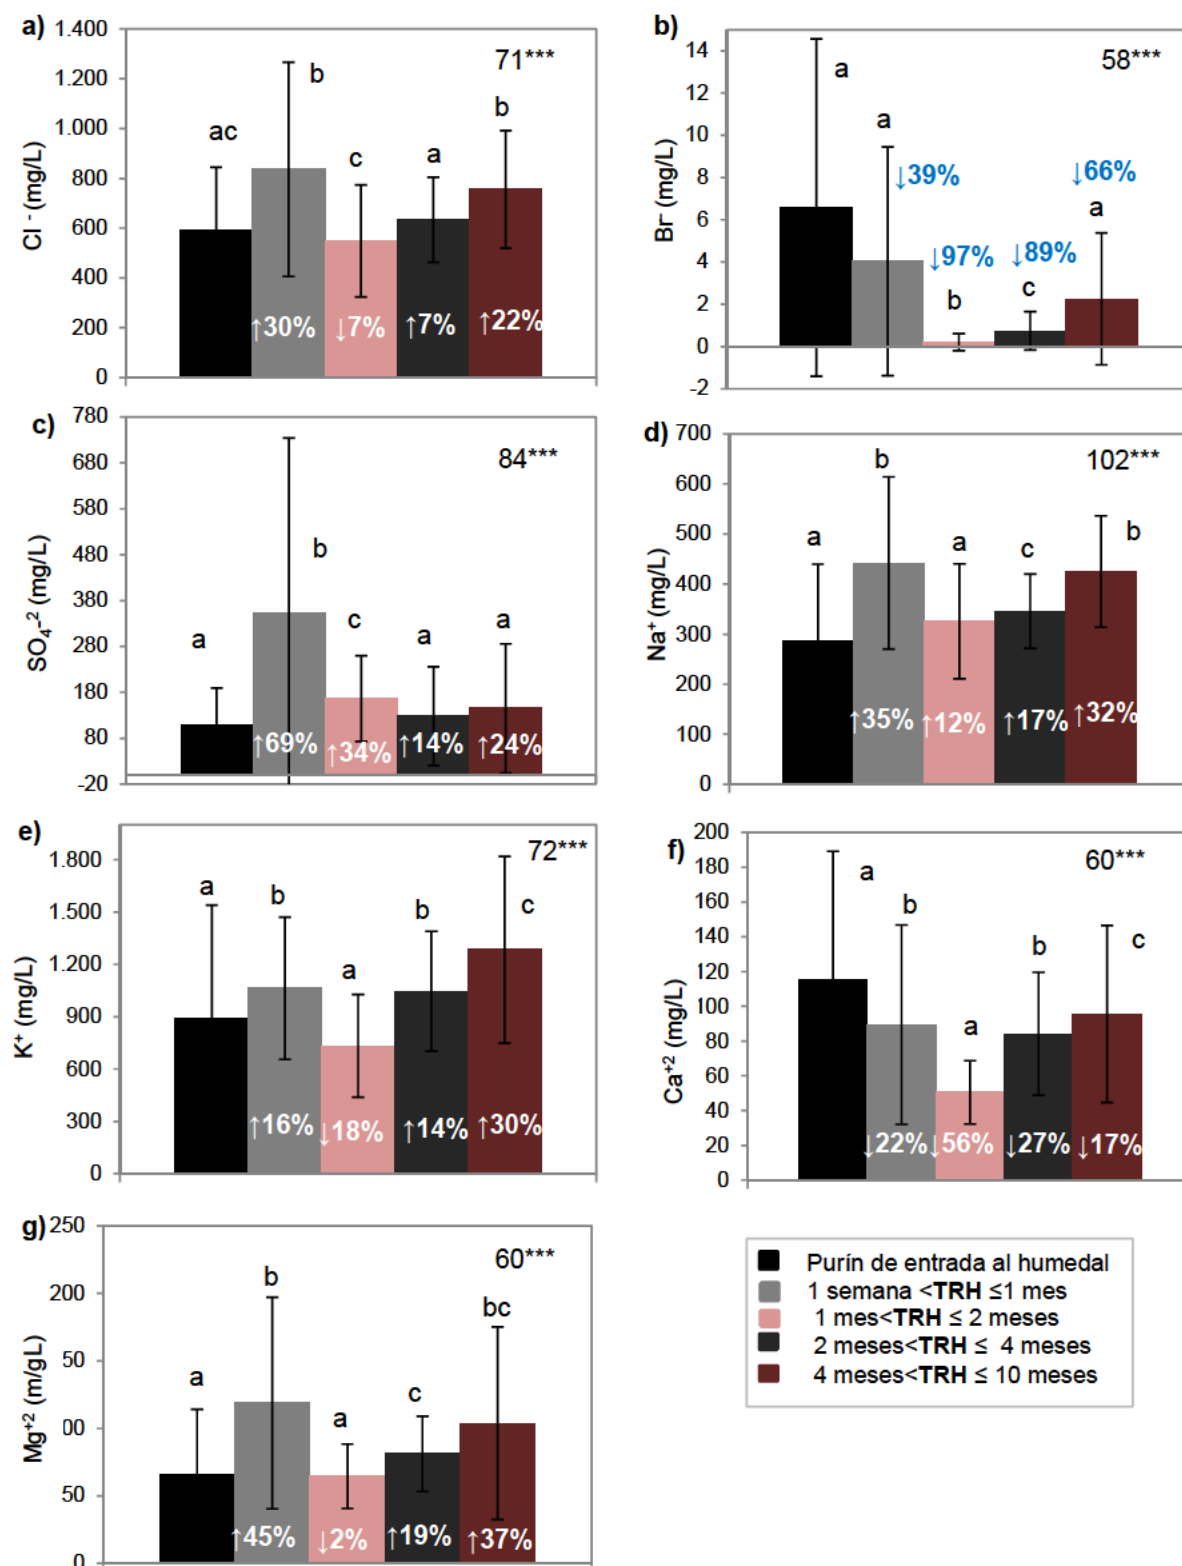 a)
1.400
1.200
1.000
800
600
400
200
0
Cl - (mg/L)
71***
ac
b
c
a
b
↑30%
↓7%
↑7%
↑22%
b)
14
12
10
8
6
4
2
0
-2
Br- (mg/L)
58***
a
a
b
c
a
↓39%
↓97%
↓89%
↓66%
c)
780
680
580
480
380
280
180
80
-20
SO4-2 (mg/L)
84***
a
b
c
a
a
↑69%
↑34%
↑14%
↑24%
d)
700
600
500
400
300
200
100
0
Na+ (mg/L)
102***
a
b
a
c
b
↑35%
↑12%
↑17%
↑32%
e)
1.800
1.500
1.200
900
600
300
0
K+ (mg/L)
72***
a
b
a
b
c
↑16%
↓18%
↑14%
↑30%
f)
200
180
160
140
120
100
80
60
40
20
0
Ca+2 (mg/L)
60***
a
b
a
b
c
↓22%
↓56%
↓27%
↓17%
g)
250
200
50
00
50
0
Mg+2 (m/gL)
60***
a
b
a
c
bc
↑45%
↓2%
↑19%
↑37%
Purín de entrada al humedal
1 semana <TRH ≤1 mes
1 mes<TRH ≤ 2 meses
2 meses<TRH ≤ 4 meses
4 meses<TRH ≤ 10 meses